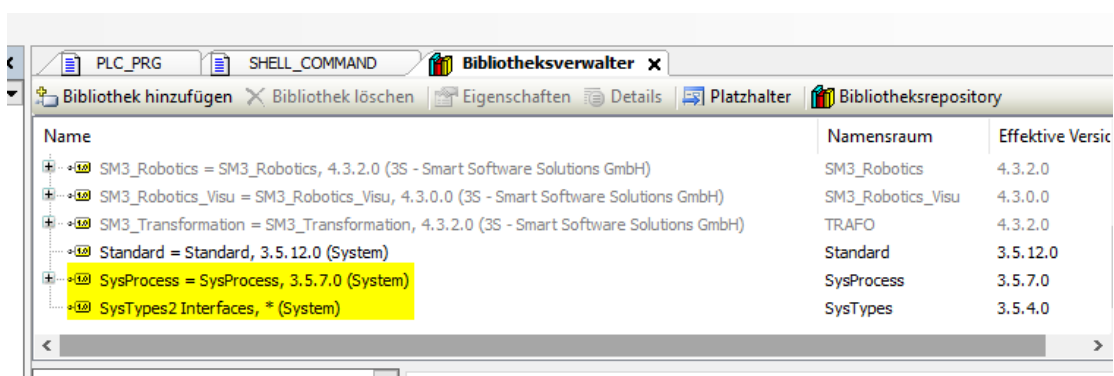 PLC_PRG SHELL_COMMAND Bibliotheksverwalter x
Bibliothek hinzufügen Bibliothek löschen Eigenschaften Details Platzhalter Bibliotheksrepository
Name Namensraum Effektive Versic
SM3_Robotics = SM3_Robotics, 4.3.2.0 (3S - Smart Software Solutions GmbH) SM3_Robotics 4.3.2.0
SM3_Robotics_Visu = SM3_Robotics_Visu, 4.3.0.0 (3S - Smart Software Solutions GmbH) SM3_Robotics_Visu 4.3.0.0
SM3_Transformation = SM3_Transformation, 4.3.2.0 (3S - Smart Software Solutions GmbH) TRAFO 4.3.2.0
Standard = Standard, 3.5.12.0 (System) Standard 3.5.12.0
SysProcess = SysProcess, 3.5.7.0 (System) SysProcess 3.5.7.0
SysTypes2 Interfaces, * (System) SysTypes 3.5.4.0